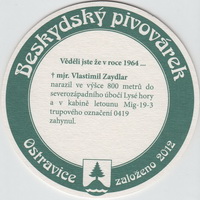 Beskydský pivovárek
Věděli jste že v roce 1964 ...
† mjr. Vlastimil Zaydlar
narazil ve výšce 800 metrů do
severozápadního úbočí Lysé hory
a v kabině letounu Mig-19-3
trupového označení 0419
zahynul.
Ostravice
založeno 2012